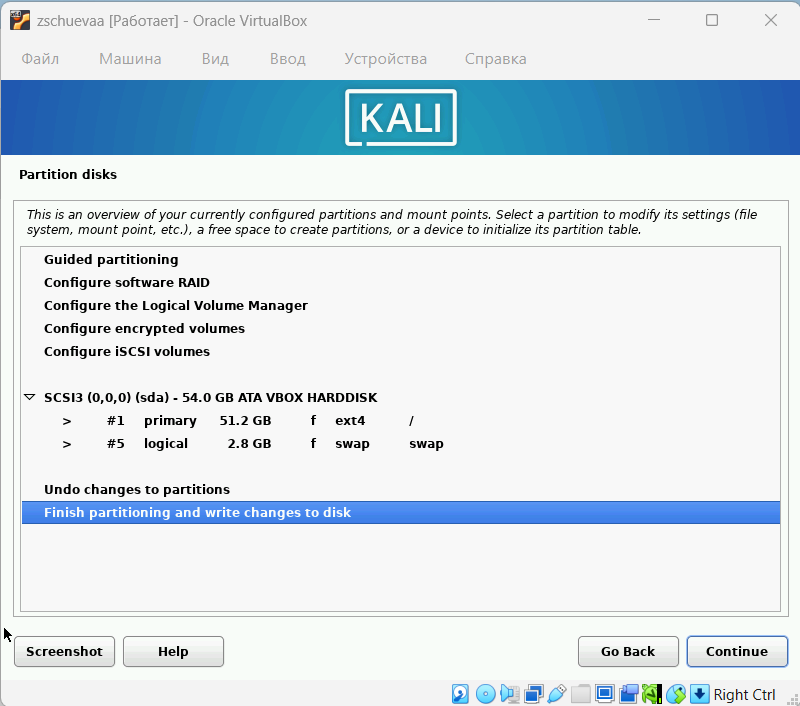 zschuevaa [Работает] - Oracle VirtualBox
Файл Машина Вид Ввод Устройства Справка
KALI
Partition disks
This is an overview of your currently configured partitions and mount points. Select a partition to modify its settings (file
system, mount point, etc.), a free space to create partitions, or a device to initialize its partition table.
Guided partitioning
Configure software RAID
Configure the Logical Volume Manager
Configure encrypted volumes
Configure iSCSI volumes
SCSI3 (0,0,0) (sda) - 54.0 GB ATA VBOX HARDDISK
> #1 primary 51.2 GB f ext4 /
> #5 logical 2.8 GB f swap swap
Undo changes to partitions
Finish partitioning and write changes to disk
Screenshot Help Go Back Continue
Right Ctrl